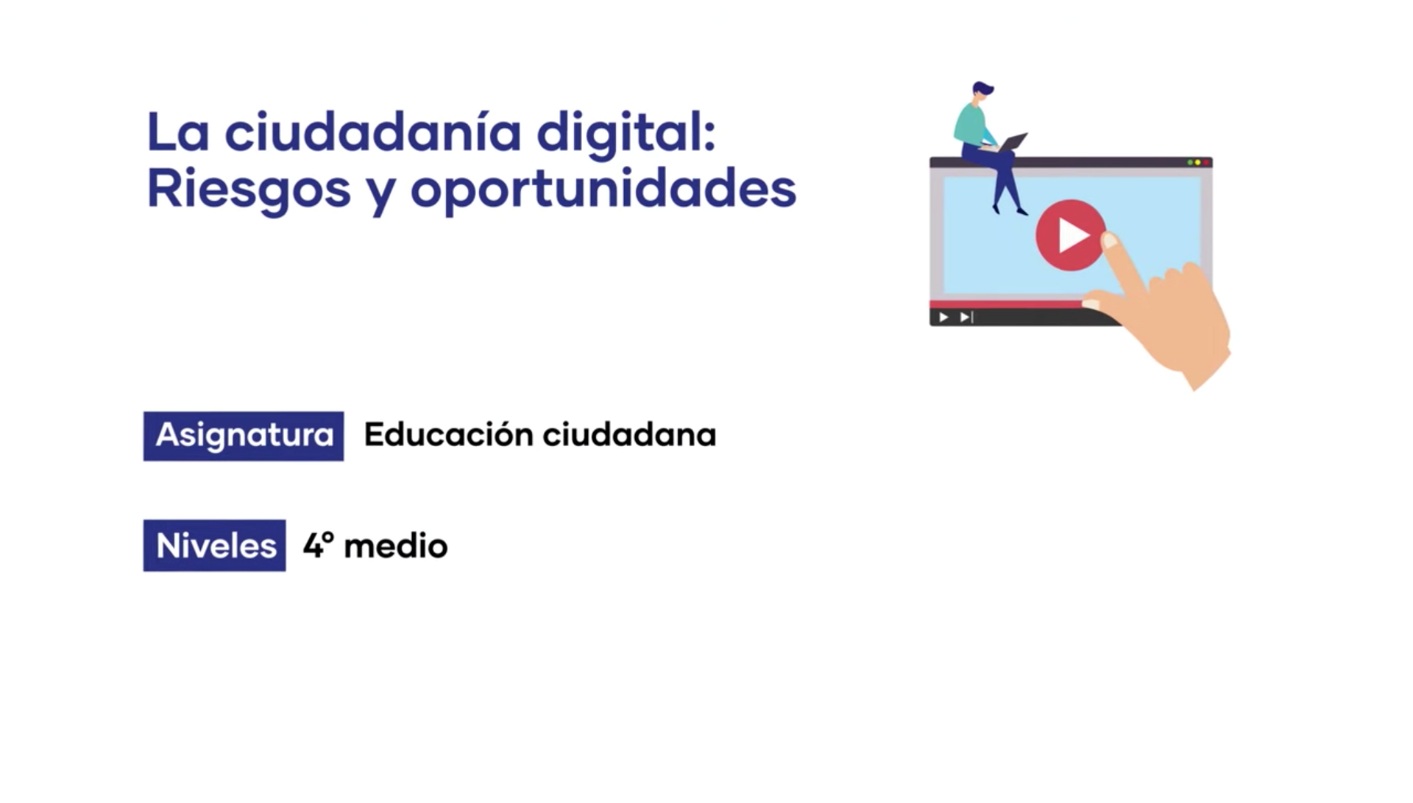 La ciudadanía digital:
Riesgos y oportunidades
Asignatura Educación ciudadana
Niveles 4° medio